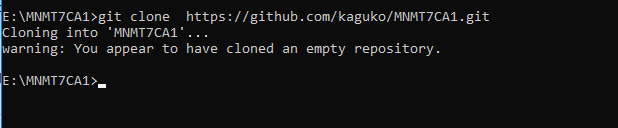 E:\MNMT7CA1>git clone  https://github.com/kaguko/MNMT7CA1.git
Cloning into 'MNMT7CA1'...
warning: You appear to have cloned an empty repository.
E:\MNMT7CA1>